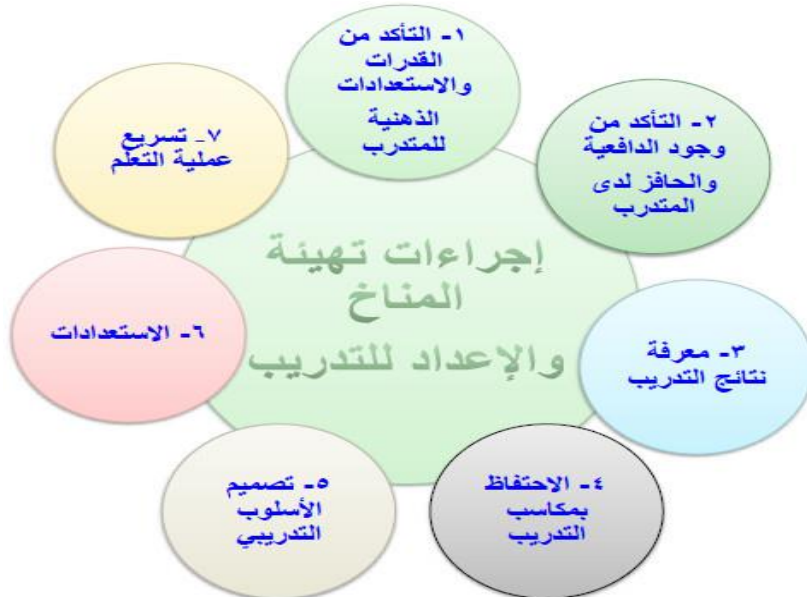 إجراءات تهيئة
المناخ
والإعداد للتدريب
١- التأكد من
القدرات
والاستعدادات
الذهنية
للمتدرب
٢- التأكد من
وجود الدافعية
والحافز لدى
المتدرب
٣- معرفة
نتائج التدريب
٤- الاحتفاظ
بمكاسب
التدريب
٥- تصميم
الأسلوب
التدريبي
٦- الاستعدادات
٧- تسريع
عملية التعلم